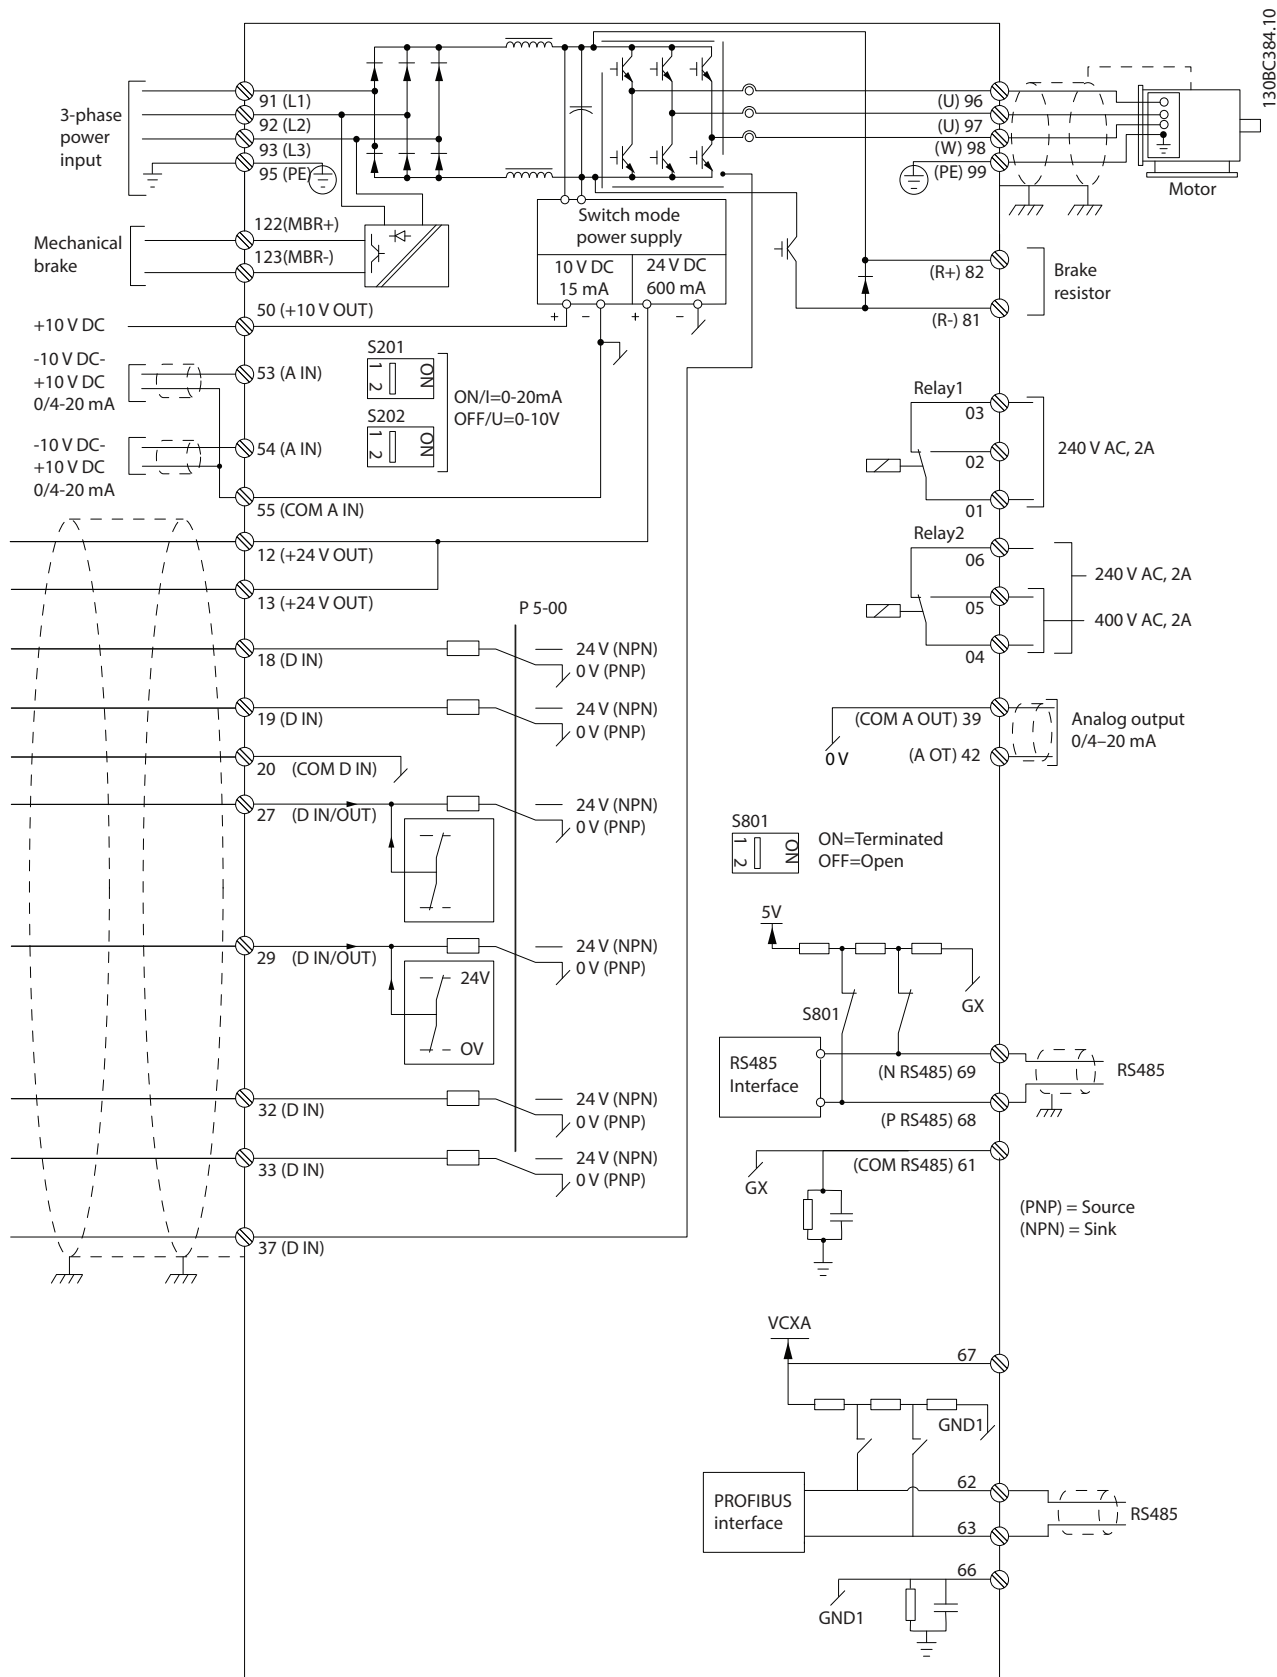 130BC384.10
3-phase
power
input
91 (L1)
92 (L2)
93 (L3)
95 (PE)
(U) 96
(U) 97
(W) 98
(PE) 99
Motor
Mechanical
brake
122(MBR+)
123(MBR-)
Switch mode
power supply
10 V DC
15 mA
24 V DC
600 mA
+ - + -
(R+) 82
(R-) 81
Brake
resistor
+10 V DC
50 (+10 V OUT)
-10 V DC-
+10 V DC
0/4-20 mA
53 (A IN)
S201
1 2 ON
S202
1 2 ON
ON/I=0-20mA
OFF/U=0-10V
-10 V DC-
+10 V DC
0/4-20 mA
54 (A IN)
55 (COM A IN)
12 (+24 V OUT)
13 (+24 V OUT)
Relay1
03
02
01
240 V AC, 2A
Relay2
06
05
04
240 V AC, 2A
400 V AC, 2A
P 5-00
18 (D IN)
24 V (NPN)
0 V (PNP)
19 (D IN)
24 V (NPN)
0 V (PNP)
20 (COM D IN)
27 (D IN/OUT)
24 V (NPN)
0 V (PNP)
29 (D IN/OUT)
24 V (NPN)
0 V (PNP)
24V
OV
32 (D IN)
24 V (NPN)
0 V (PNP)
33 (D IN)
24 V (NPN)
0 V (PNP)
37 (D IN)
(COM A OUT) 39
0 V
(A OT) 42
Analog output
0/4–20 mA
S801
1 2 ON
ON=Terminated
OFF=Open
5V
GX
S801
RS485
Interface
(N RS485) 69
(P RS485) 68
RS485
(COM RS485) 61
GX
(PNP) = Source
(NPN) = Sink
VCXA
67
GND1
PROFIBUS
interface
62
63
RS485
66
GND1